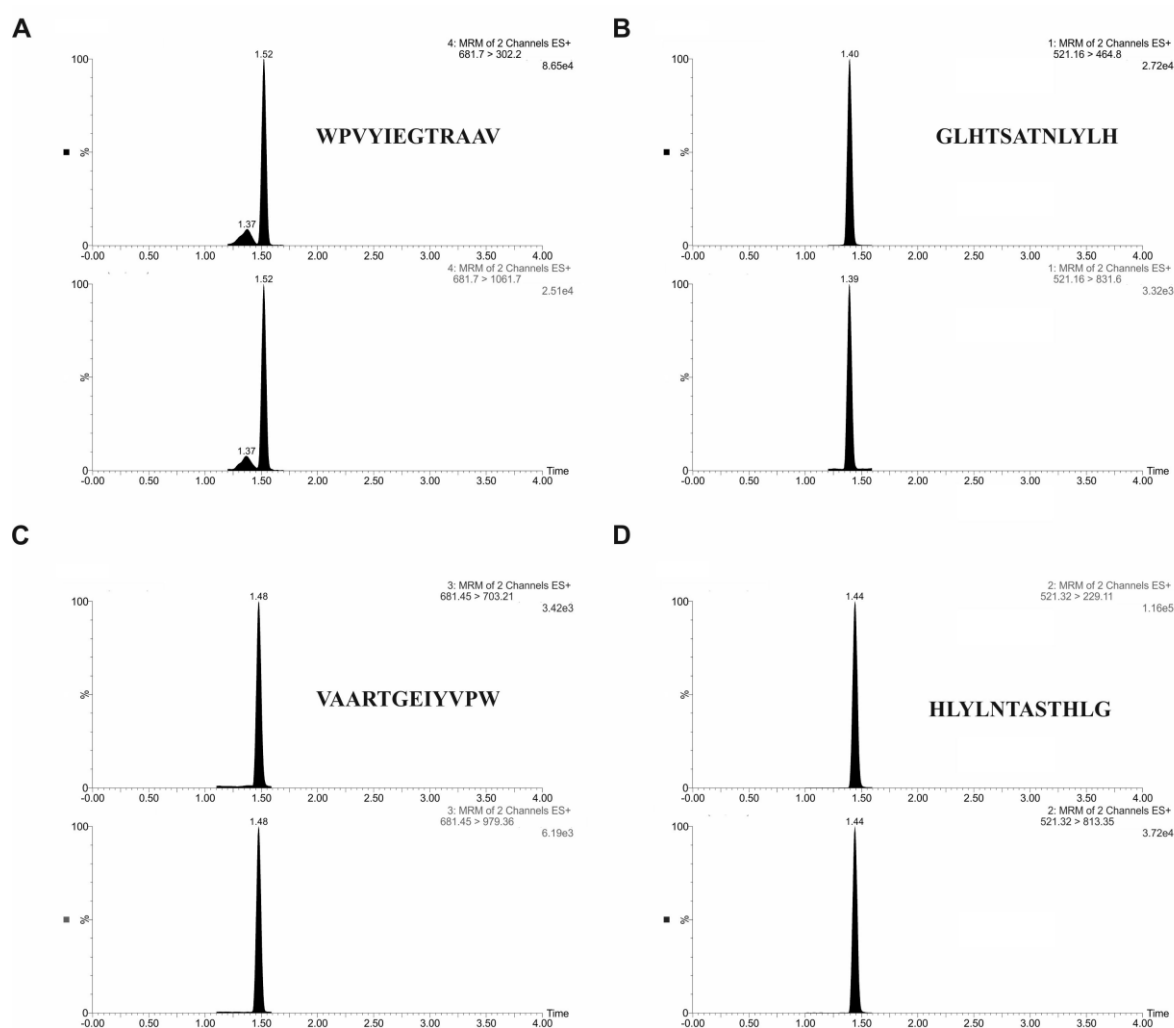 A
4: MRM of 2 Channels ES+
681.7 > 302.2
8.65e4
100
1.52
WPVYIEGTRAAV
%
1.37
0
-0.00 0.50 1.00 1.50 2.00 2.50 3.00 3.50 4.00
4: MRM of 2 Channels ES+
681.7 > 1061.7
2.51e4
100
1.52
%
1.37
0
Time
-0.00 0.50 1.00 1.50 2.00 2.50 3.00 3.50 4.00
B
1: MRM of 2 Channels ES+
521.16 > 464.8
2.72e4
100
1.40
GLHTSATNLYLH
%
0
-0.00 0.50 1.00 1.50 2.00 2.50 3.00 3.50 4.00
1: MRM of 2 Channels ES+
521.16 > 831.6
3.32e3
100
1.39
%
0
Time
-0.00 0.50 1.00 1.50 2.00 2.50 3.00 3.50 4.00
C
3: MRM of 2 Channels ES+
681.45 > 703.21
3.42e3
100
1.48
VAARTGEIYVPW
%
0
-0.00 0.50 1.00 1.50 2.00 2.50 3.00 3.50 4.00
3: MRM of 2 Channels ES+
681.45 > 979.36
6.19e3
100
1.48
%
0
Time
-0.00 0.50 1.00 1.50 2.00 2.50 3.00 3.50 4.00
D
2: MRM of 2 Channels ES+
521.32 > 229.11
1.16e5
100
1.44
HLYLNTASTHLG
%
0
-0.00 0.50 1.00 1.50 2.00 2.50 3.00 3.50 4.00
2: MRM of 2 Channels ES+
521.32 > 813.35
3.72e4
100
1.44
%
0
Time
-0.00 0.50 1.00 1.50 2.00 2.50 3.00 3.50 4.00